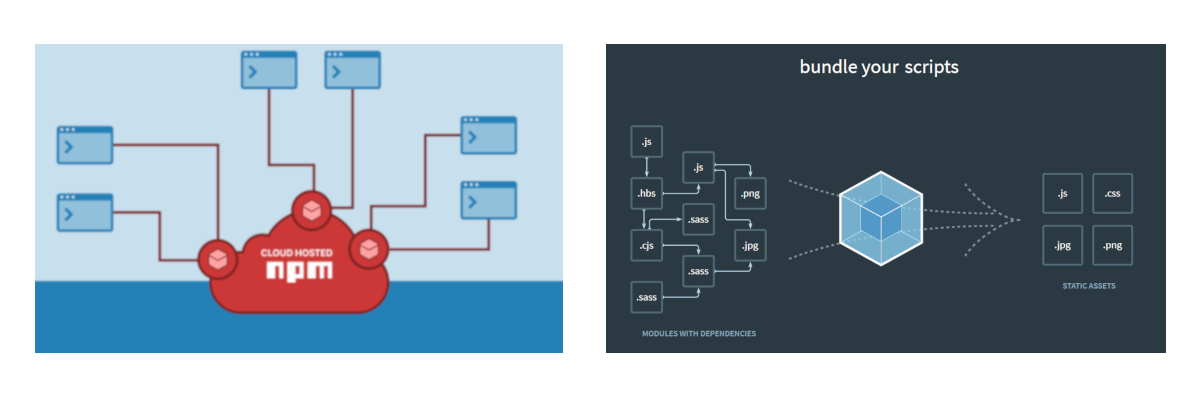 CLOUD HOSTED
npm
bundle your scripts
.js
.js
.hbs
.png
.sass
.cjs
.jpg
.sass
.sass
MODULES WITH DEPENDENCIES
.js
.css
.jpg
.png
STATIC ASSETS